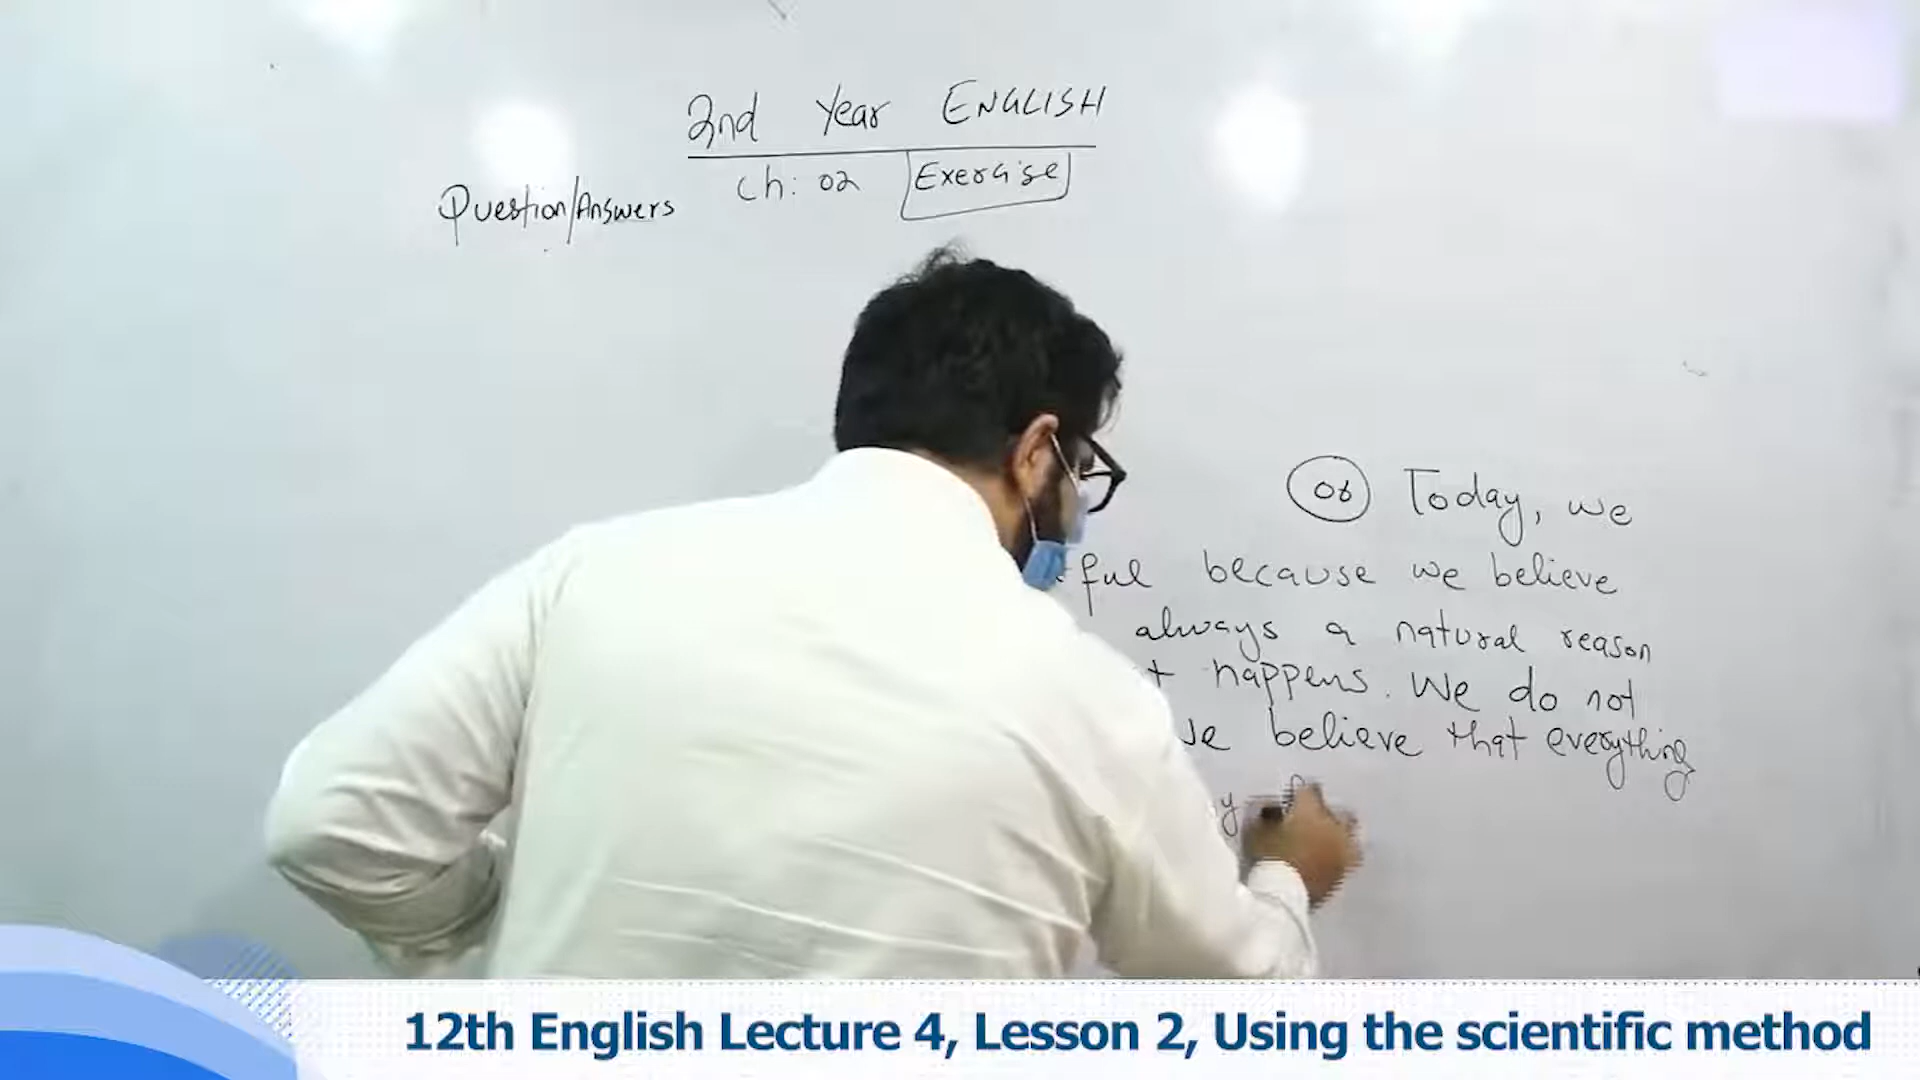 2nd Year ENGLISH
Ch: 02 Exercise
Question/Answers
06 Today, we
ful because we believe
always a natural reason
happens. We do not
believe that everything
12th English Lecture 4, Lesson 2, Using the scientific method